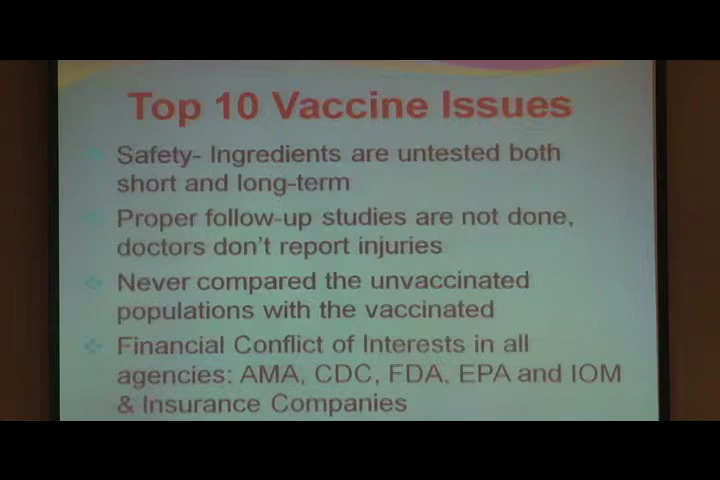 Top 10 Vaccine Issues
Safety- Ingredients are untested both
short and long-term
Proper follow-up studies are not done,
doctors don't report injuries
Never compared the unvaccinated
populations with the vaccinated
Financial Conflict of Interests in all
agencies: AMA, CDC, FDA, EPA and IOM
& Insurance Companies